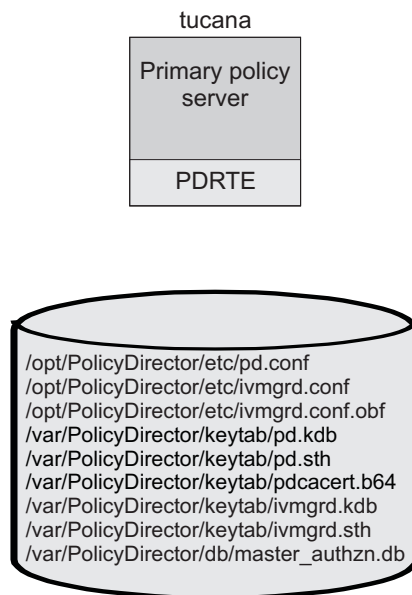 tucana
Primary policy
server
PDRTE
/opt/PolicyDirector/etc/pd.conf
/opt/PolicyDirector/etc/ivmgrd.conf
/opt/PolicyDirector/etc/ivmgrd.conf.obf
/var/PolicyDirector/keytab/pd.kdb
/var/PolicyDirector/keytab/pd.sth
/var/PolicyDirector/keytab/pdcacert.b64
/var/PolicyDirector/keytab/ivmgrd.kdb
/var/PolicyDirector/keytab/ivmgrd.sth
/var/PolicyDirector/db/master_authzn.db